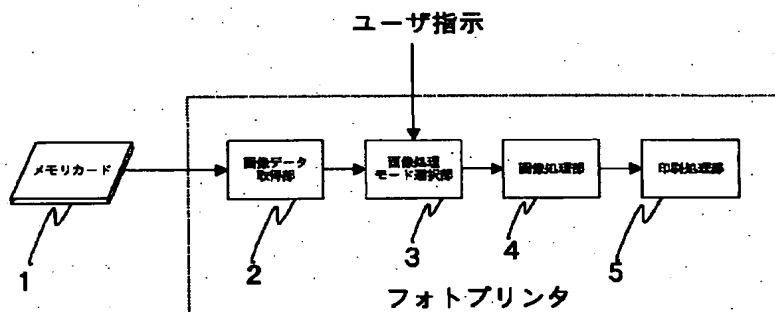 ユーザ指示
メモリカード
画像データ
取得部
画像処理
モード選択部
画像処理部
印刷処理部
1
2
3
4
5
フォトプリンタ